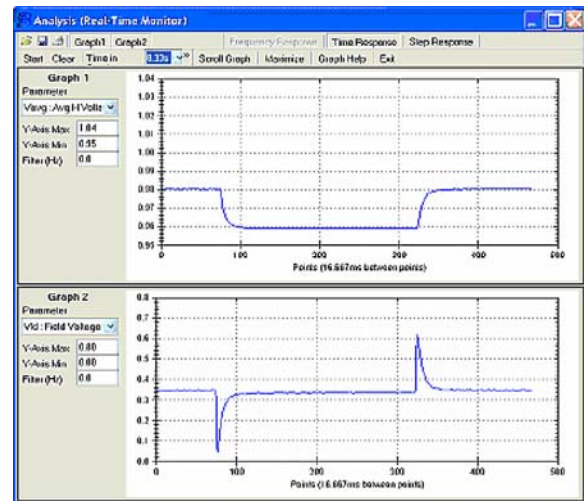 Analysis (Real-Time Monitor)
Graph1 Graph2 Frequency Response Time Response Step Response
Start Clear Time in 8.33s Scroll Graph Maximize Graph Help Exit
Graph 1
Parameter
Vavg : Avg H Volta
Y-Axis Max 1.04
Y-Axis Min 0.95
Filter(Hz) 0.0
1.04
1.03
1.02
1.01
1.00
0.99
0.98
0.97
0.96
0.95
0 100 200 300 400 500
Points (16.667ms between points)
Graph 2
Parameter
Vfd : Field Voltage
Y-Axis Max 0.80
Y-Axis Min 0.00
Filter(Hz) 0.0
0.8
0.7
0.6
0.5
0.4
0.3
0.2
0.1
0.0
0 100 200 300 400 500
Points (16.667ms between points)